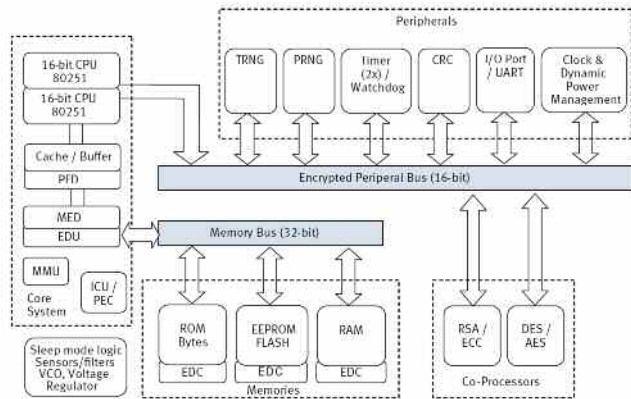 Peripherals
16-bit CPU
80251
16-bit CPU
80251
TRNG
PRNG
Timer
(2x) /
Watchdog
CRC
I/O Port
/ UART
Clock &
Dynamic
Power
Management
Cache / Buffer
PFD
Encrypted Periperal Bus (16-bit)
MED
EDU
Memory Bus (32-bit)
MMU
ICU /
PEC
Core
System
ROM
Bytes
EEPROM
FLASH
RAM
RSA /
ECC
DES /
AES
EDC
EDC
EDC
Memories
Co-Processors
Sleep mode logic
Sensors/filters
VCO, Voltage
Regulator